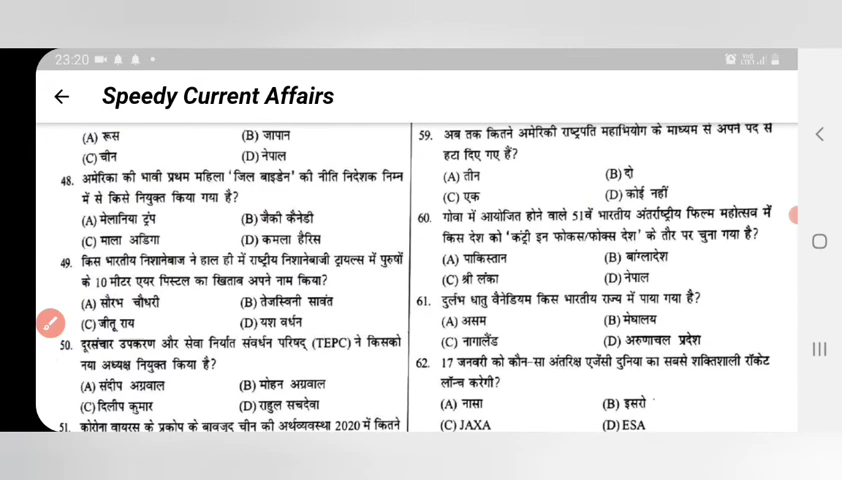 23:20
Speedy Current Affairs
(A) रूस (B) जापान
(C) चीन (D) नेपाल
48. अमेरिका की भावी प्रथम महिला ‘जिल बाइडेन’ की नीति निदेशक निम्न
में से किसे नियुक्त किया गया है?
(A) मेलानिया ट्रंप (B) जैकी कैनेडी
(C) माला अडिगा (D) कमला हैरिस
49. किस भारतीय निशानेबाज ने हाल ही में राष्ट्रीय निशानेबाजी ट्रायल्स में पुरुषों
के 10 मीटर एयर पिस्टल का खिताब अपने नाम किया?
(A) सौरभ चौधरी (B) तेजस्विनी सावंत
(C) जीतू राय (D) यश वर्धन
50. दूरसंचार उपकरण और सेवा निर्यात संवर्धन परिषद् (TEPC) ने किसको
नया अध्यक्ष नियुक्त किया है?
(A) संदीप अग्रवाल (B) मोहन अग्रवाल
(C) दिलीप कुमार (D) राहुल सचदेवा
51. कोरोना वायरस के प्रकोप के बावजूद चीन की अर्थव्यवस्था 2020 में कितने
59. अब तक कितने अमेरिकी राष्ट्रपति महाभियोग के माध्यम से अपने पद से
हटा दिए गए हैं?
(A) तीन (B) दो
(C) एक (D) कोई नहीं
60. गोवा में आयोजित होने वाले 51वें भारतीय अंतर्राष्ट्रीय फिल्म महोत्सव में
किस देश को ‘कंट्री इन फोकस/फोक्स देश’ के तौर पर चुना गया है?
(A) पाकिस्तान (B) बांग्लादेश
(C) श्री लंका (D) नेपाल
61. दुर्लभ धातु वैनेडियम किस भारतीय राज्य में पाया गया है?
(A) असम (B) मेघालय
(C) नागालैंड (D) अरुणाचल प्रदेश
62. 17 जनवरी को कौन-सा अंतरिक्ष एजेंसी दुनिया का सबसे शक्तिशाली रॉकेट
लॉन्च करेगी?
(A) नासा (B) इसरो
(C) JAXA (D) ESA